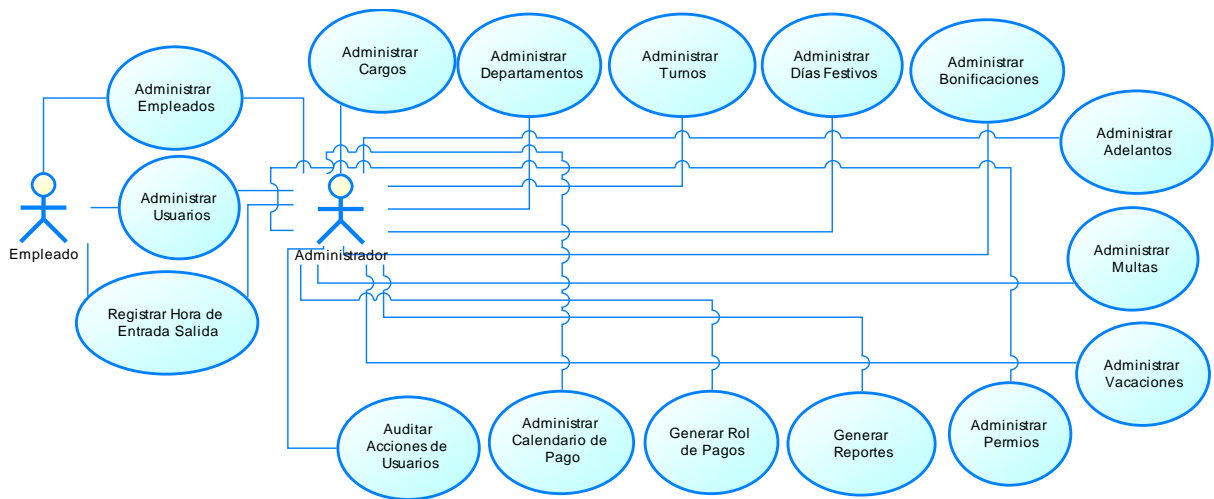 Administrar
Cargos
Administrar
Departamentos
Administrar
Turnos
Administrar
Días Festivos
Administrar
Bonificaciones
Administrar
Empleados
Administrar
Adelantos
Administrar
Usuarios
Empleado
Administrador
Administrar
Multas
Registrar Hora de
Entrada Salida
Administrar
Vacaciones
Auditar
Acciones de
Usuarios
Administrar
Calendario de
Pago
Generar Rol
de Pagos
Generar
Reportes
Administrar
Permios